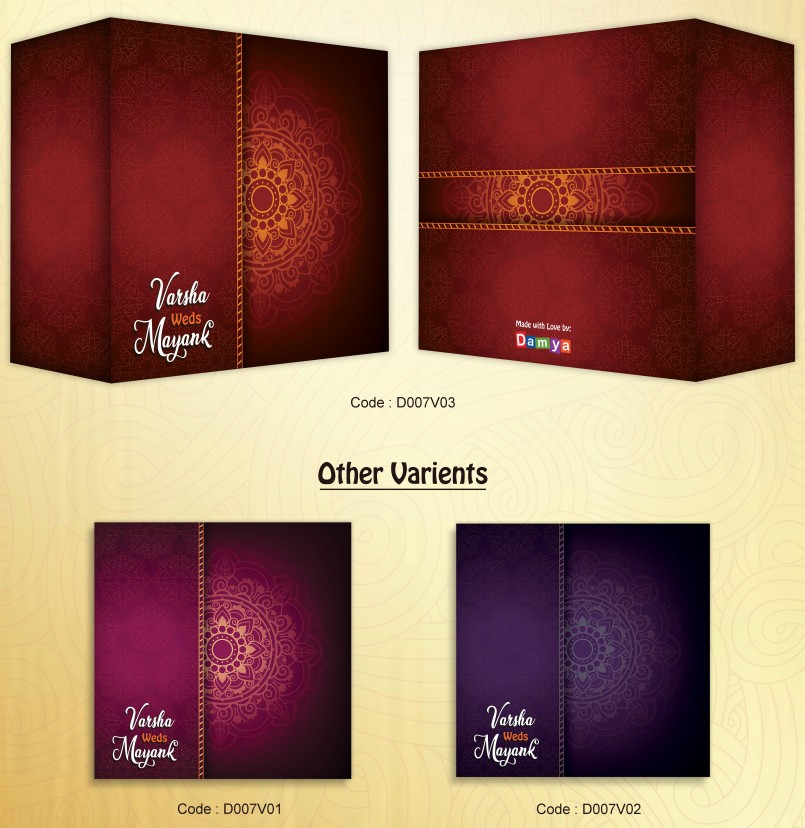 Varsha
Weds
Mayank
Made with Love by:
Damya
Code : D007V03
Other Varients
Varsha
Weds
Mayank
Code : D007V01
Varsha
Weds
Mayank
Code : D007V02